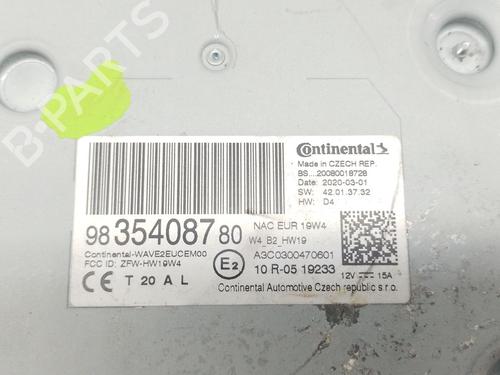 B-PARTS
Continental
Made in CZECH REP.
BS....20080018728
Date: 2020-03-01
SW: 42.01.37.32
HW: D4
98 354087 80
NAC EUR 19W4
W4_B2_HW19
Continental-WAVE2EUCEM00
FCC ID: ZFW-HW19W4
A3C0300470601
CE T 20 A L
E2
10 R-05 19233
12V 15A
Continental Automotive Czech republic s.r.o.